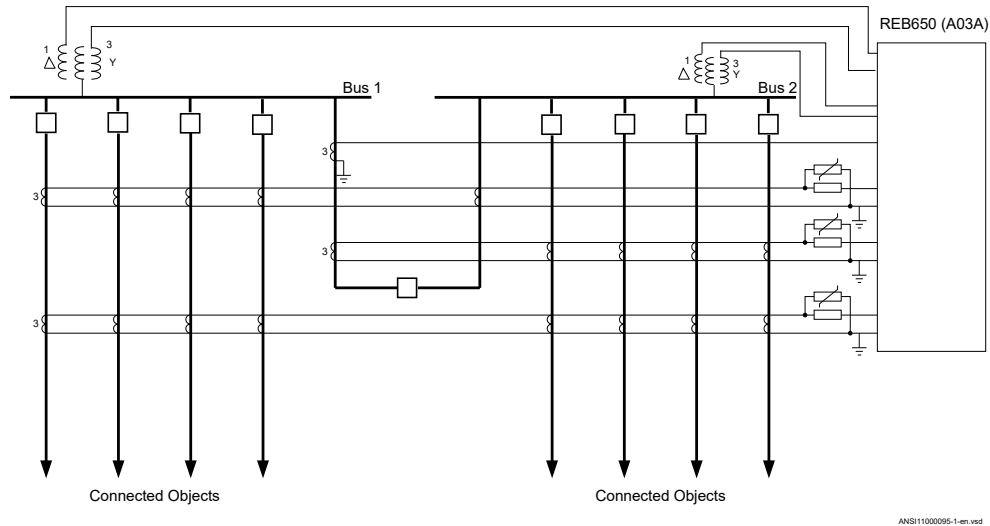 REB650 (A03A)
1
3
Y
1
3
Y
Bus 1
Bus 2
3
3
3
3
Connected Objects
Connected Objects
ANSI11000095-1-en.vsd